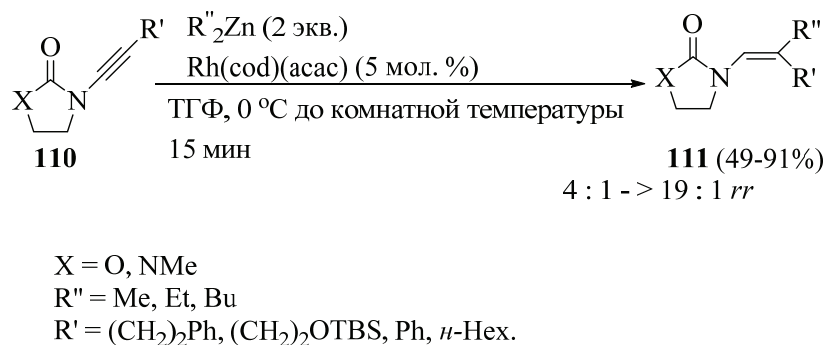 R''₂Zn (2 экв.)
Rh(cod)(acac) (5 мол. %)
ТГФ, 0 °C до комнатной температуры
15 мин
O
X
N
R'
110
O
X
N
R''
R'
111 (49-91%)
4 : 1 - > 19 : 1 rr
X = O, NMe
R'' = Me, Et, Bu
R' = (CH₂)₂Ph, (CH₂)₂OTBS, Ph, н-Hex.